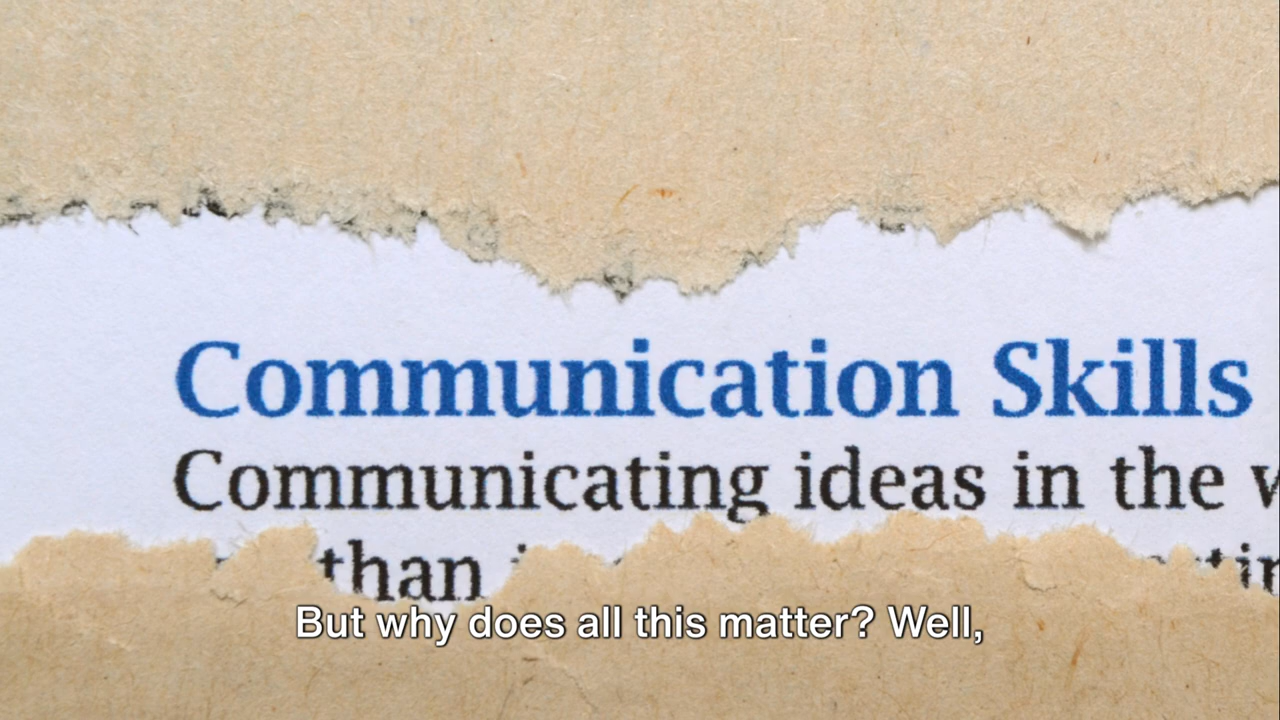 Communication Skills
Communicating ideas in the
than
But why does all this matter? Well,